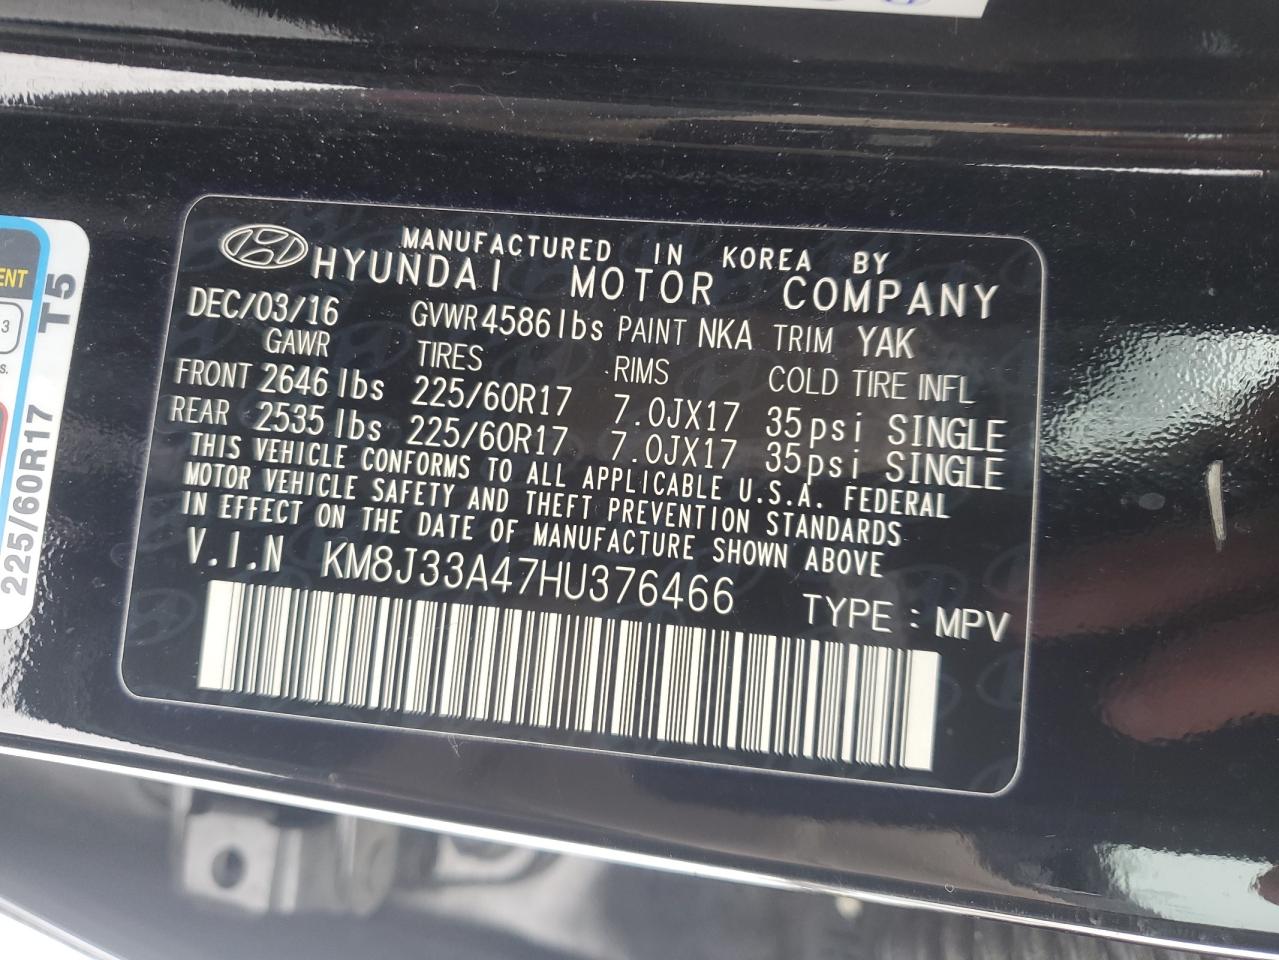 MANUFACTURED IN KOREA BY
HYUNDAI MOTOR COMPANY
DEC/03/16 GVWR 4586lbs PAINT NKA TRIM YAK
GAWR TIRES RIMS COLD TIRE INFL
FRONT 2646 lbs 225/60R17 7.0JX17 35psi SINGLE
REAR 2535 lbs 225/60R17 7.0JX17 35psi SINGLE
THIS VEHICLE CONFORMS TO ALL APPLICABLE U.S.A. FEDERAL
MOTOR VEHICLE SAFETY AND THEFT PREVENTION STANDARDS
IN EFFECT ON THE DATE OF MANUFACTURE SHOWN ABOVE
V.I.N KM8J33A47HU376466
TYPE : MPV
225/60R17 T5
3